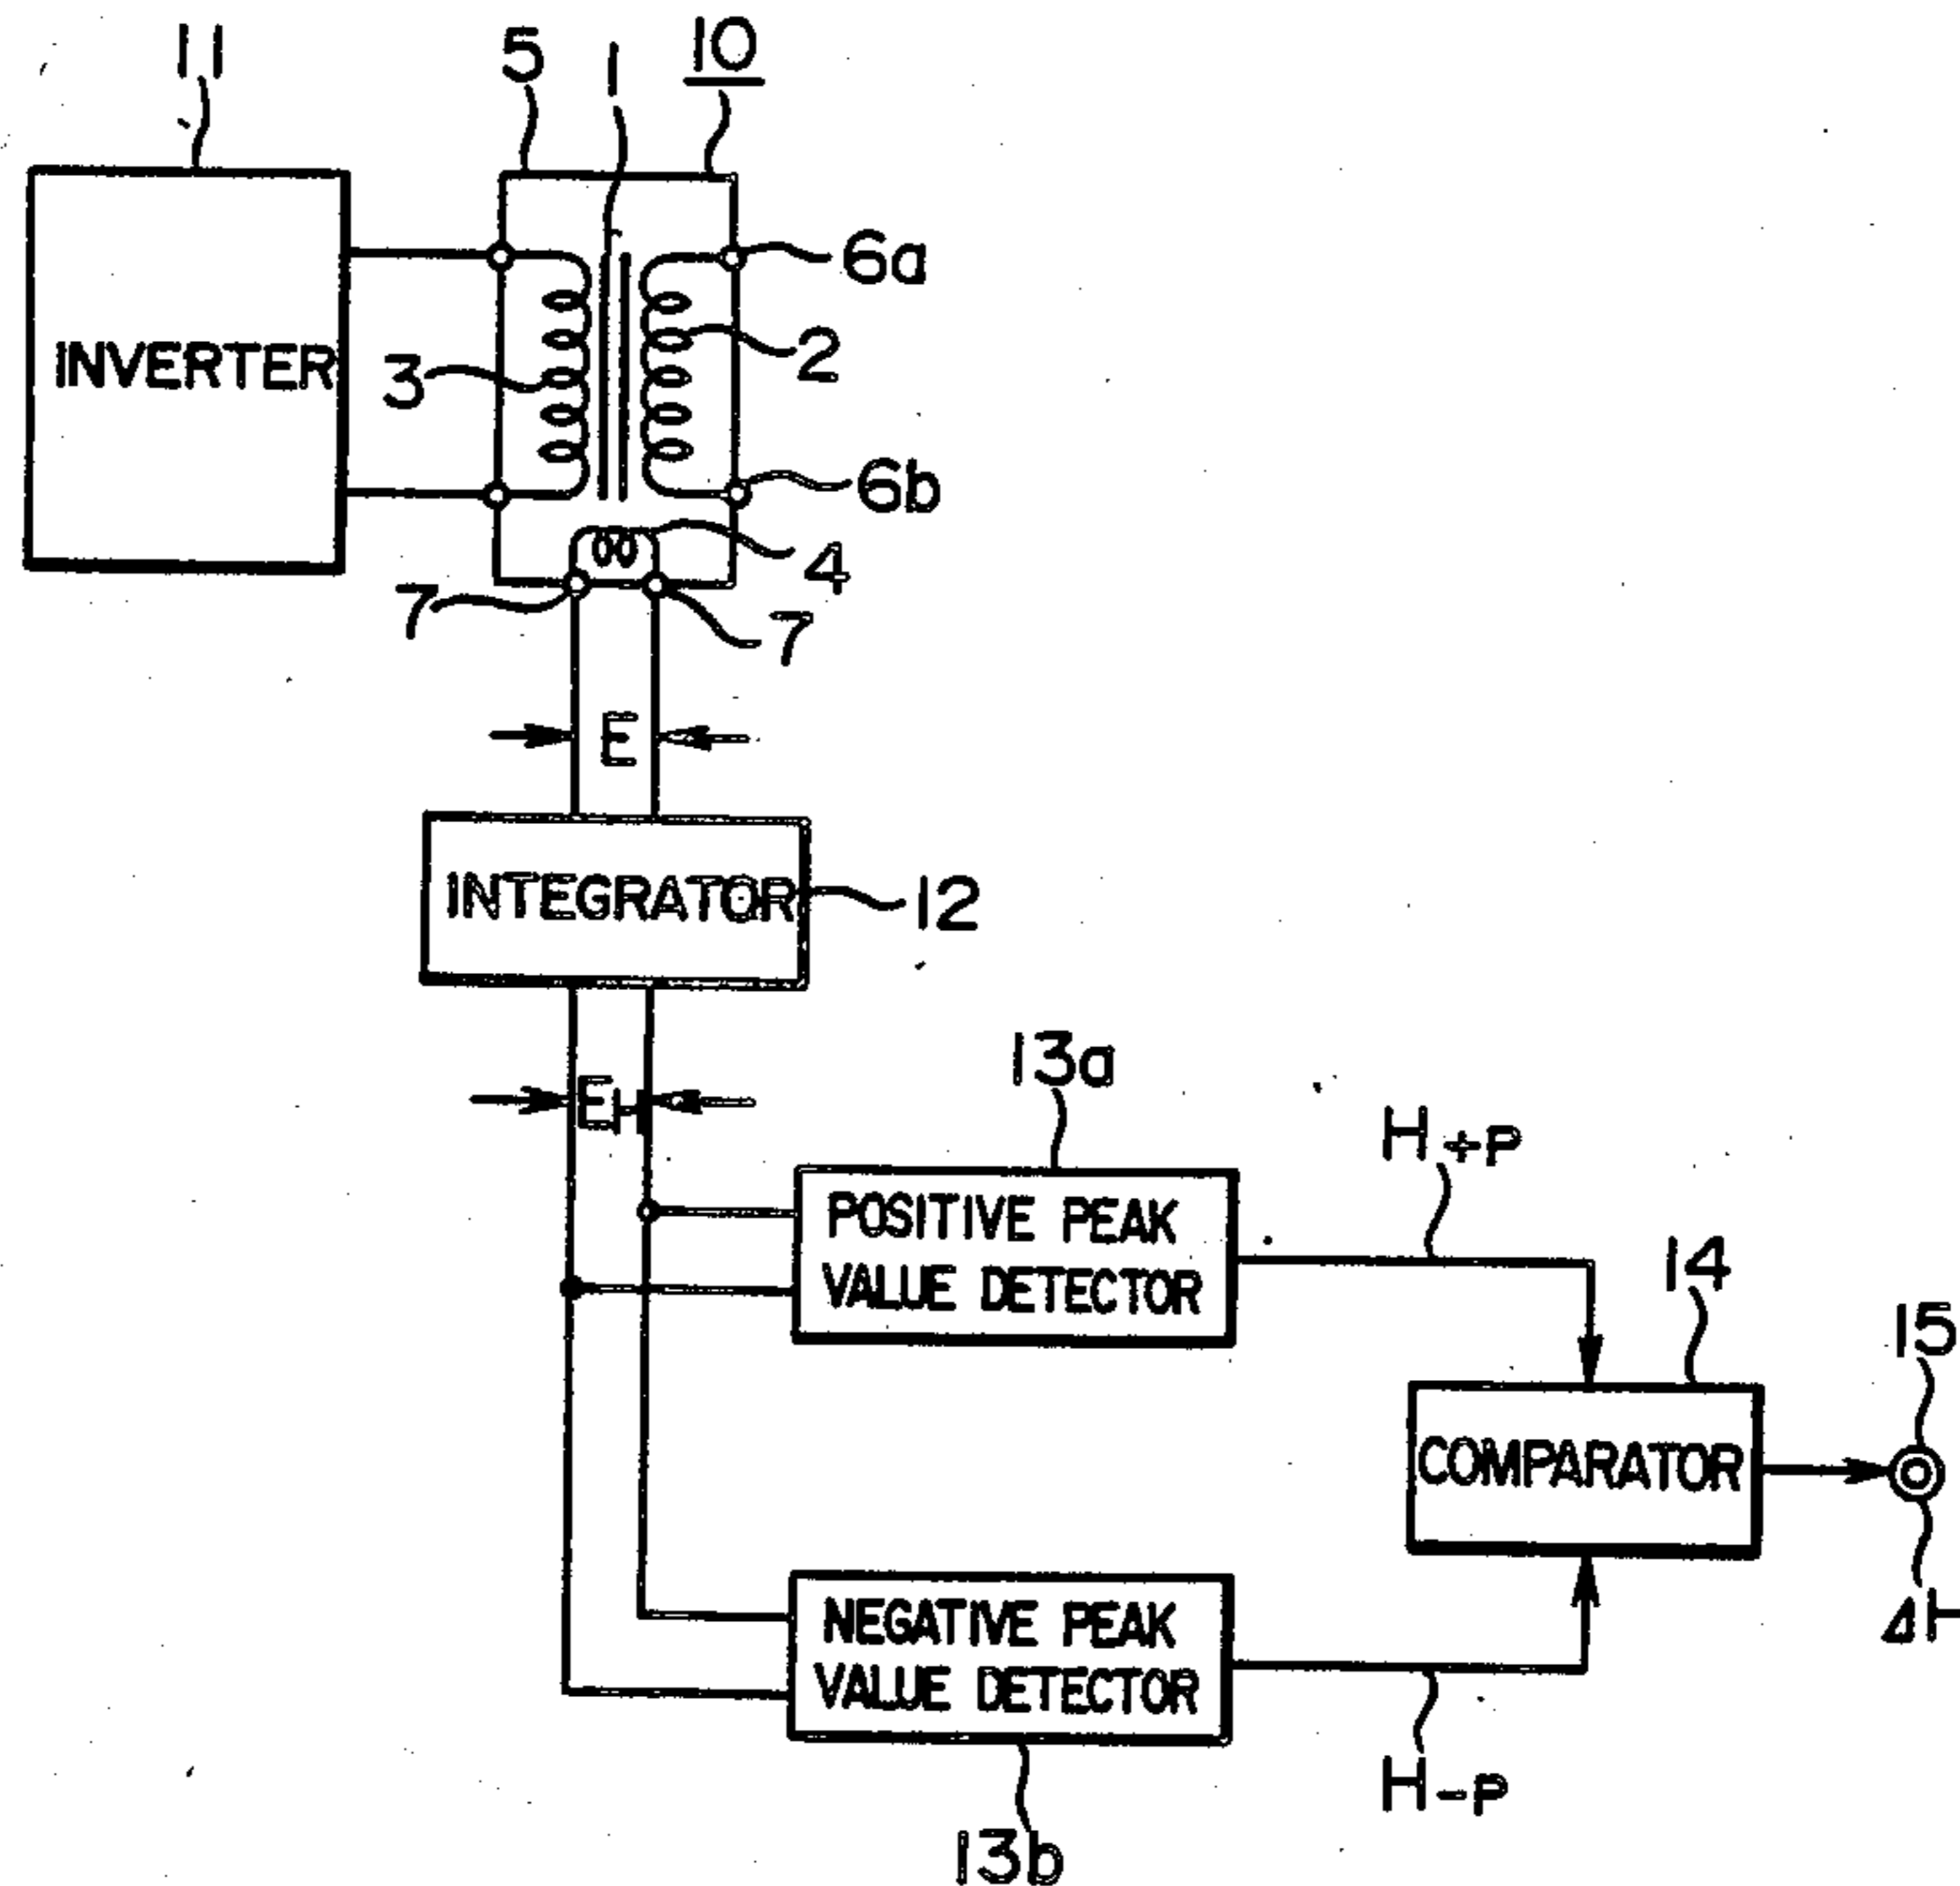 11
5
1
10
6a
INVERTER
3
2
6b
4
7
7
E
INTEGRATOR
12
13a
EH
H+P
POSITIVE PEAK
VALUE DETECTOR
14
15
COMPARATOR
NEGATIVE PEAK
VALUE DETECTOR
H-P
13b